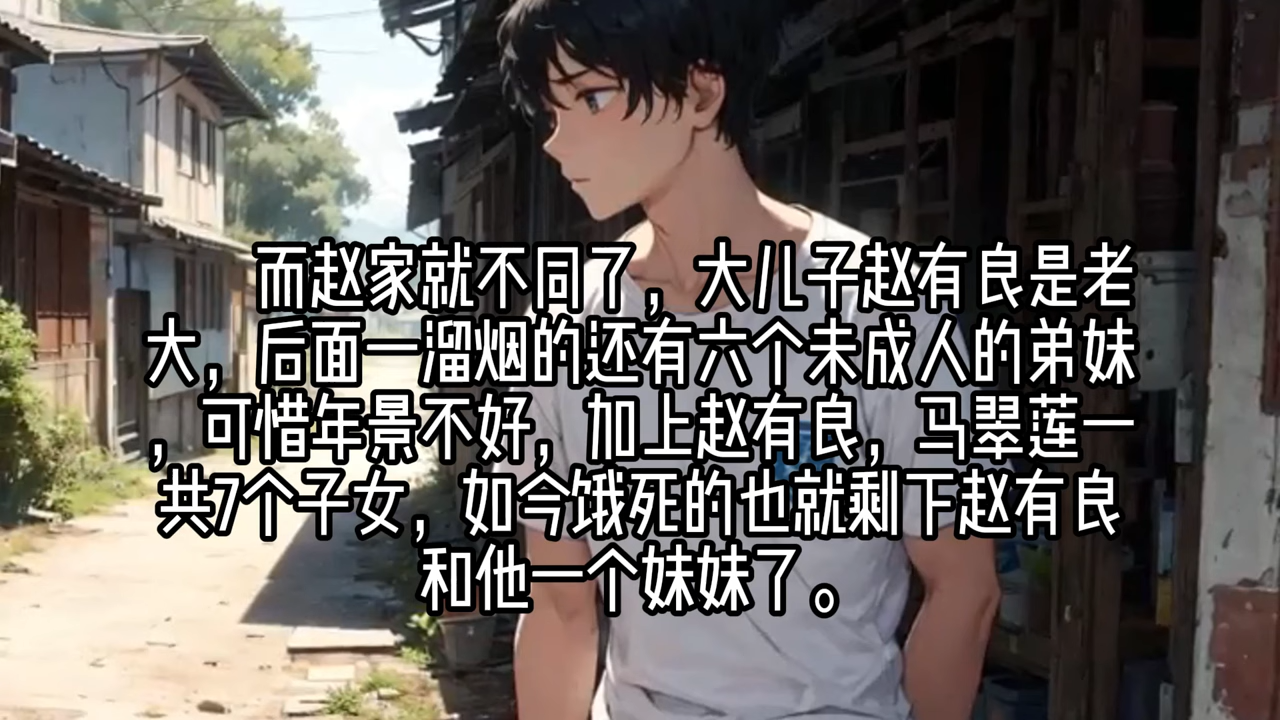 而赵家就不同了，大儿子赵有良是老
大，后面一溜烟的还有六个未成人的弟妹
，可惜年景不好，加上赵有良，马翠莲一
共7个子女，如今饿死的也就剩下赵有良
和他一个妹妹了。